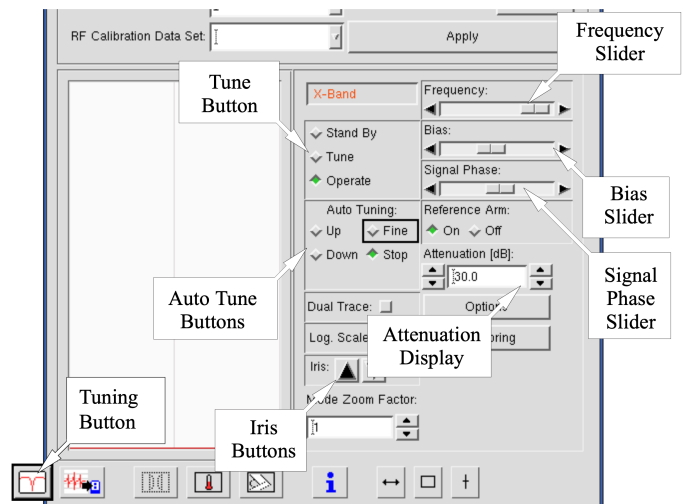 RF Calibration Data Set:
Apply
Frequency
Slider
Tune
Button
X-Band
Frequency:
Stand By
Tune
Operate
Bias:
Signal Phase:
Bias
Slider
Auto Tuning:
Up
Fine
Down
Stop
Reference Arm:
On
Off
Attenuation [dB]:
30.0
Signal
Phase
Slider
Auto Tune
Buttons
Dual Trace:
Log. Scale
Attenuation
Display
Iris:
Mode Zoom Factor:
1
Tuning
Button
Iris
Buttons
i